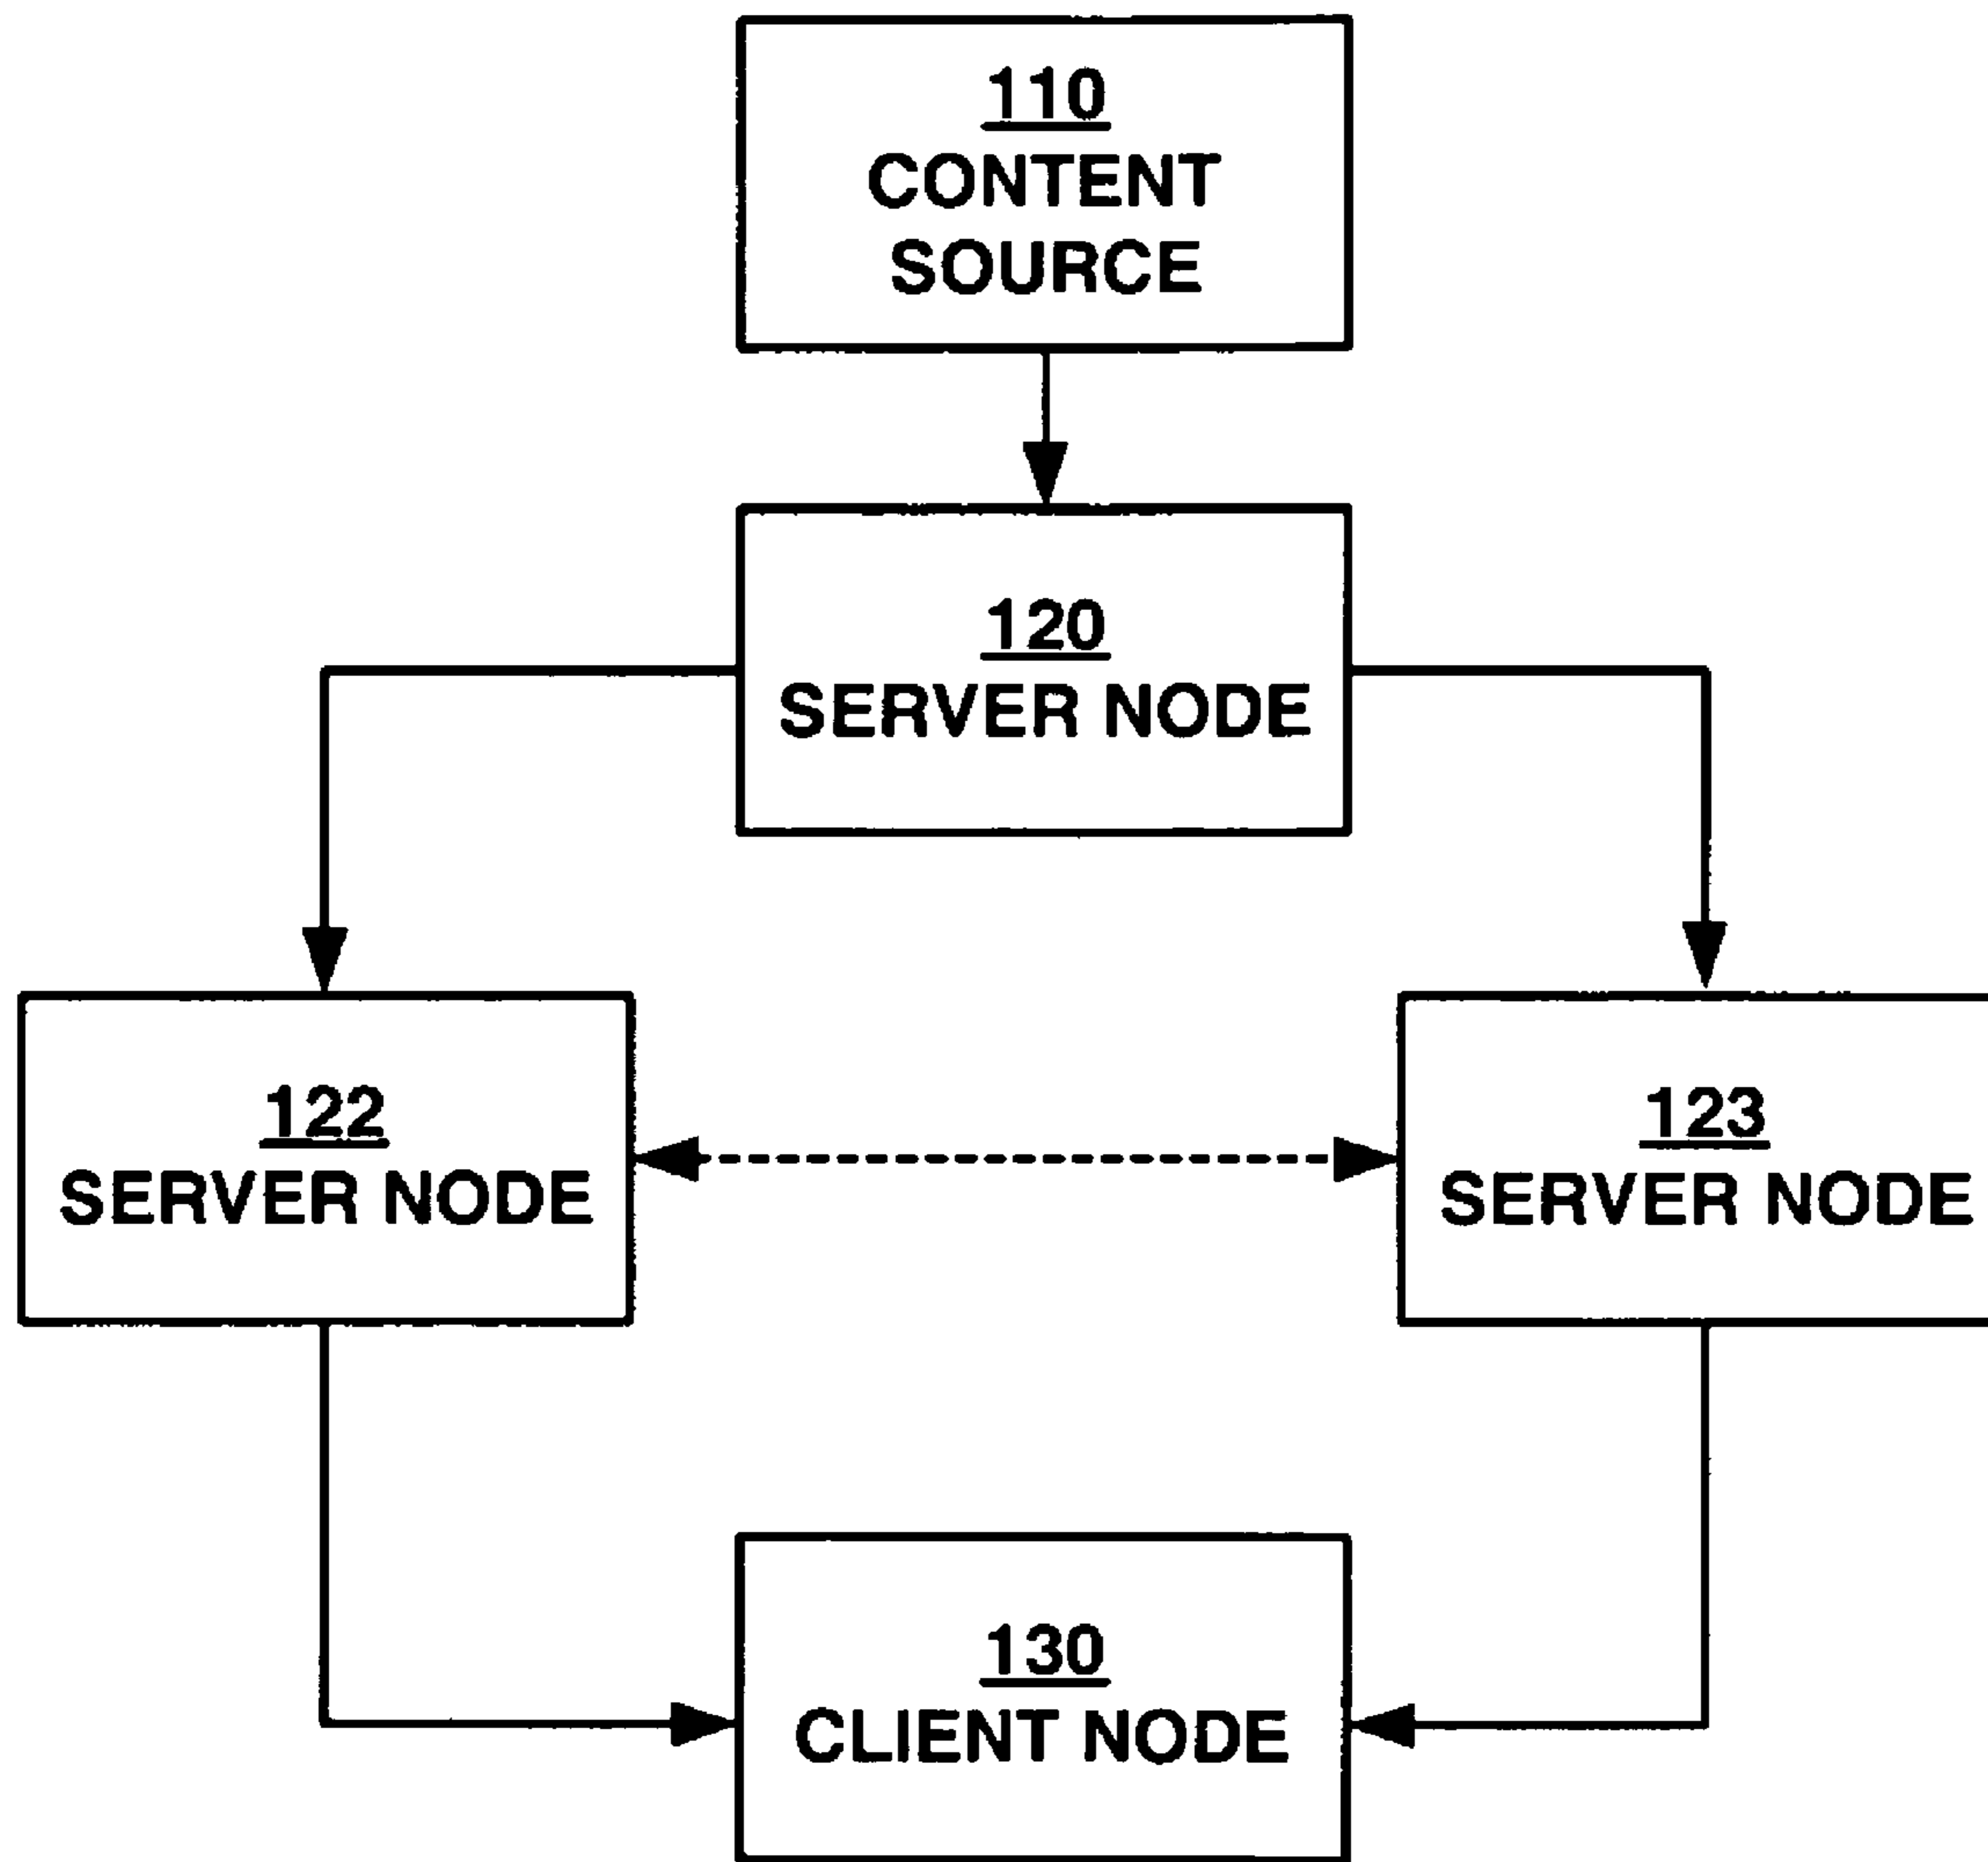 110
CONTENT
SOURCE
120
SERVER NODE
122
SERVER NODE
123
SERVER NODE
130
CLIENT NODE